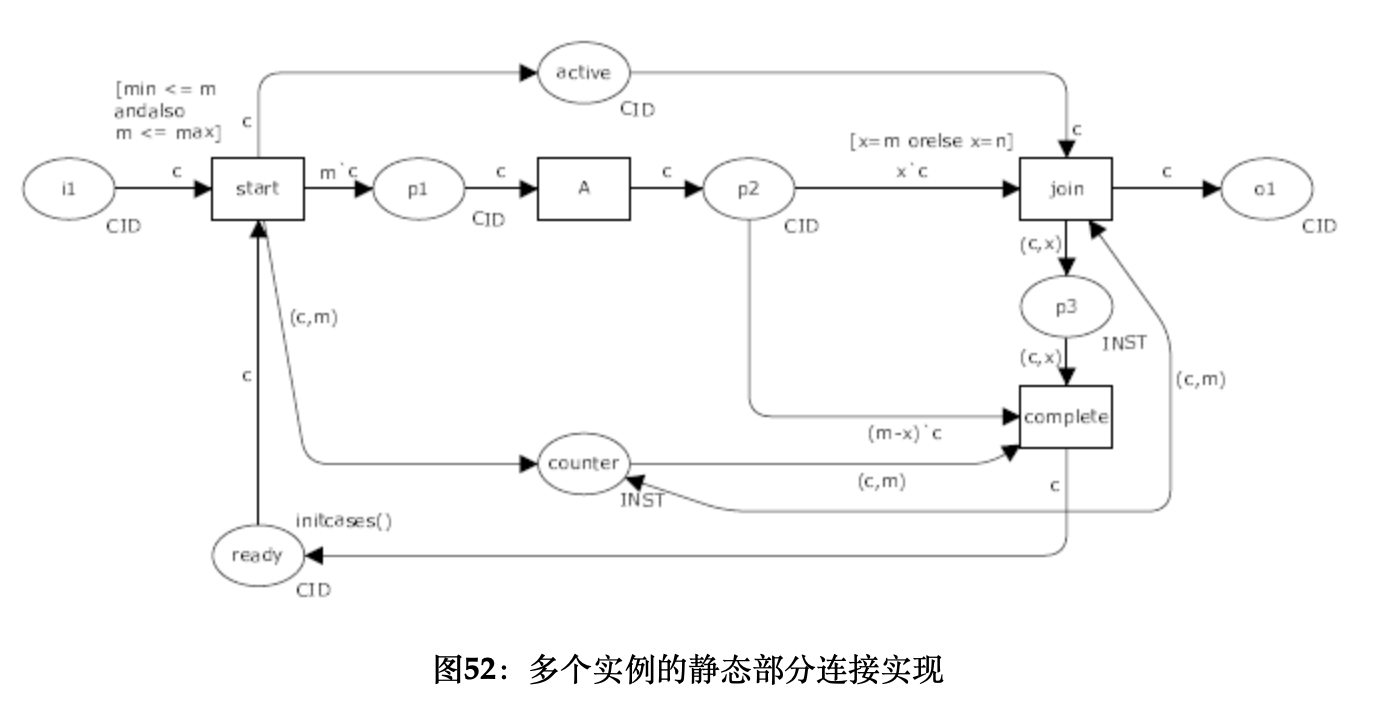 active
CID
[min <= m
andalso
m <= max]
c
c
[x=m orelse x=n]
i1
CID
c
start
m`c
p1
CID
c
A
c
p2
CID
x`c
join
c
o1
CID
(c,x)
p3
INST
(c,m)
(c,x)
(c,m)
c
complete
(m-x)`c
counter
INST
(c,m)
c
initcases()
ready
CID
图52：多个实例的静态部分连接实现